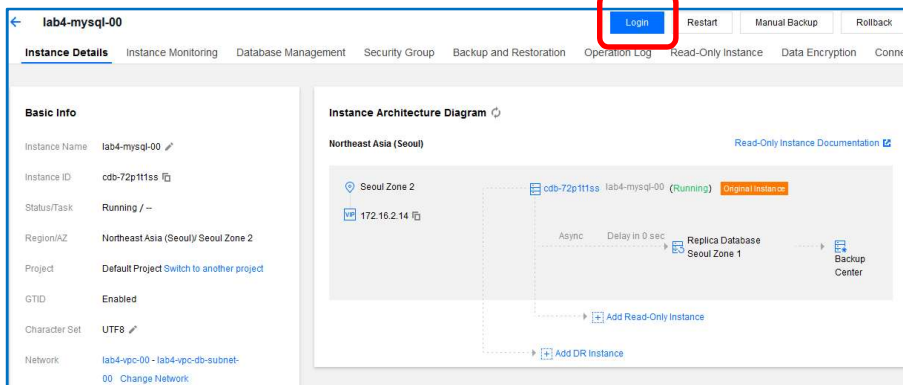 lab4-mysql-00
Login
Restart
Manual Backup
Rollback
Instance Details
Instance Monitoring
Database Management
Security Group
Backup and Restoration
Operation Log
Read-Only Instance
Data Encryption
Conne
Basic Info
Instance Name lab4-mysql-00
Instance ID cdb-72p1t1ss
Status/Task Running / --
Region/AZ Northeast Asia (Seoul)/ Seoul Zone 2
Project Default Project Switch to another project
GTID Enabled
Character Set UTF8
Network lab4-vpc-00 - lab4-vpc-db-subnet-
00 Change Network
Instance Architecture Diagram
Northeast Asia (Seoul)
Read-Only Instance Documentation
Seoul Zone 2
VIP 172.16.2.14
cdb-72p1t1ss lab4-mysql-00 (Running) Original Instance
Async Delay in 0 sec
Replica Database
Seoul Zone 1
Backup
Center
Add Read-Only Instance
Add DR Instance